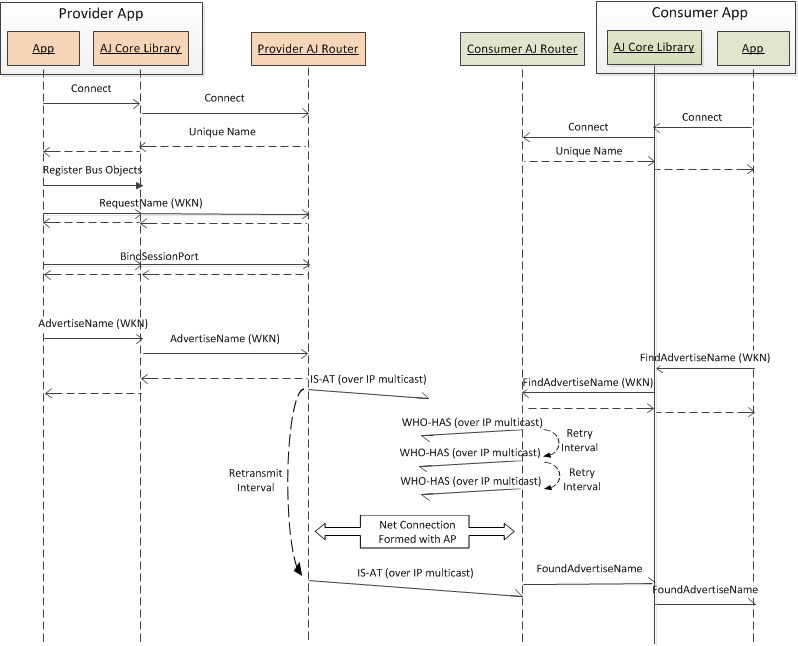 Provider App
Consumer App
App
AJ Core Library
Provider AJ Router
Consumer AJ Router
AJ Core Library
App
Connect
Connect
Connect
Connect
Unique Name
Unique Name
Register Bus Objects
RequestName (WKN)
BindSessionPort
AdvertiseName (WKN)
AdvertiseName (WKN)
FindAdvertiseName (WKN)
IS-AT (over IP multicast)
FindAdvertiseName (WKN)
WHO-HAS (over IP multicast)
Retry
Interval
WHO-HAS (over IP multicast)
Retransmit
Interval
Retry
Interval
WHO-HAS (over IP multicast)
Net Connection
Formed with AP
IS-AT (over IP multicast)
FoundAdvertiseName
FoundAdvertiseName